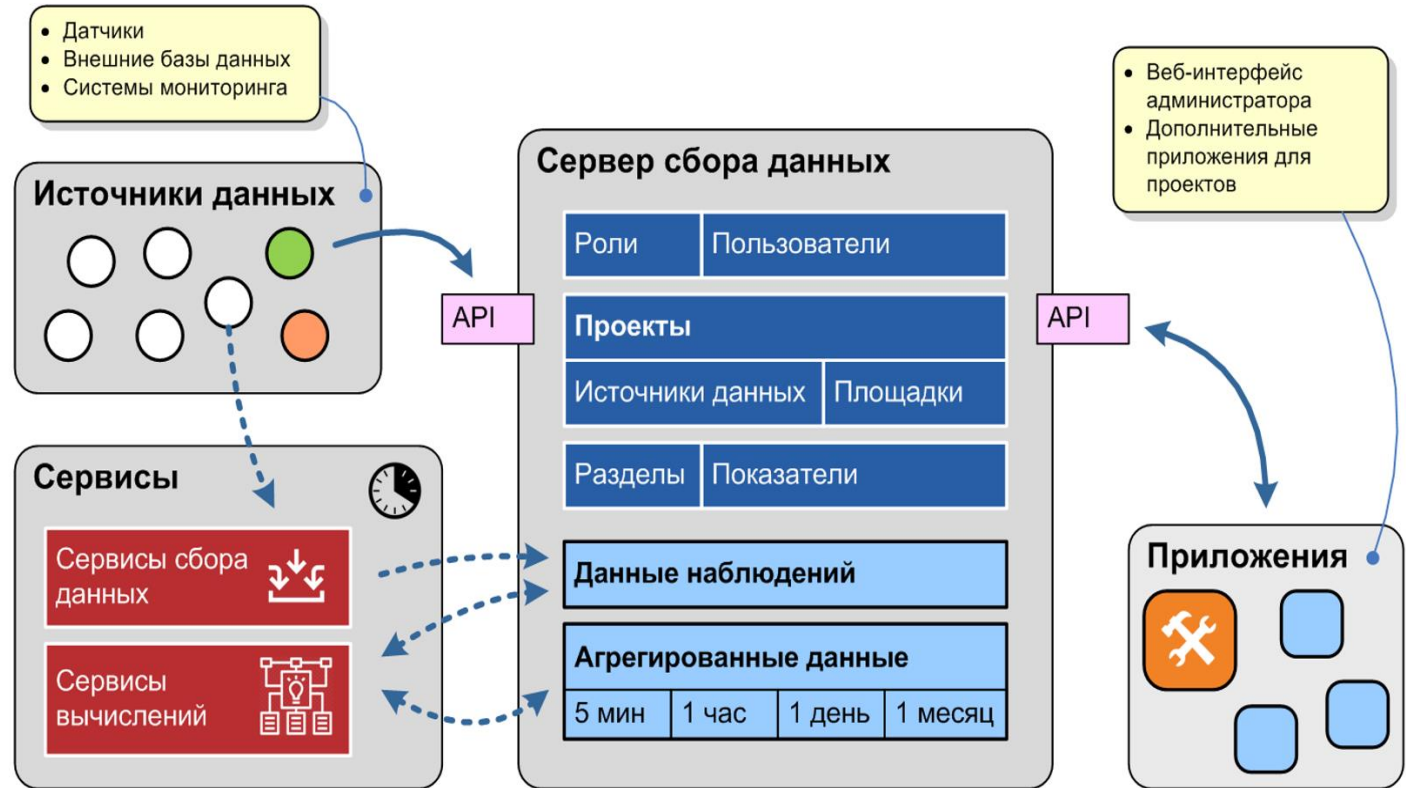 Датчики
Внешние базы данных
Системы мониторинга
Источники данных
Сервисы
Сервисы сбора
данных
Сервисы
вычислений
API
Сервер сбора данных
Роли
Пользователи
Проекты
Источники данных
Площадки
Разделы
Показатели
Данные наблюдений
Агрегированные данные
5 мин
1 час
1 день
1 месяц
API
Веб-интерфейс
администратора
Дополнительные
приложения для
проектов
Приложения